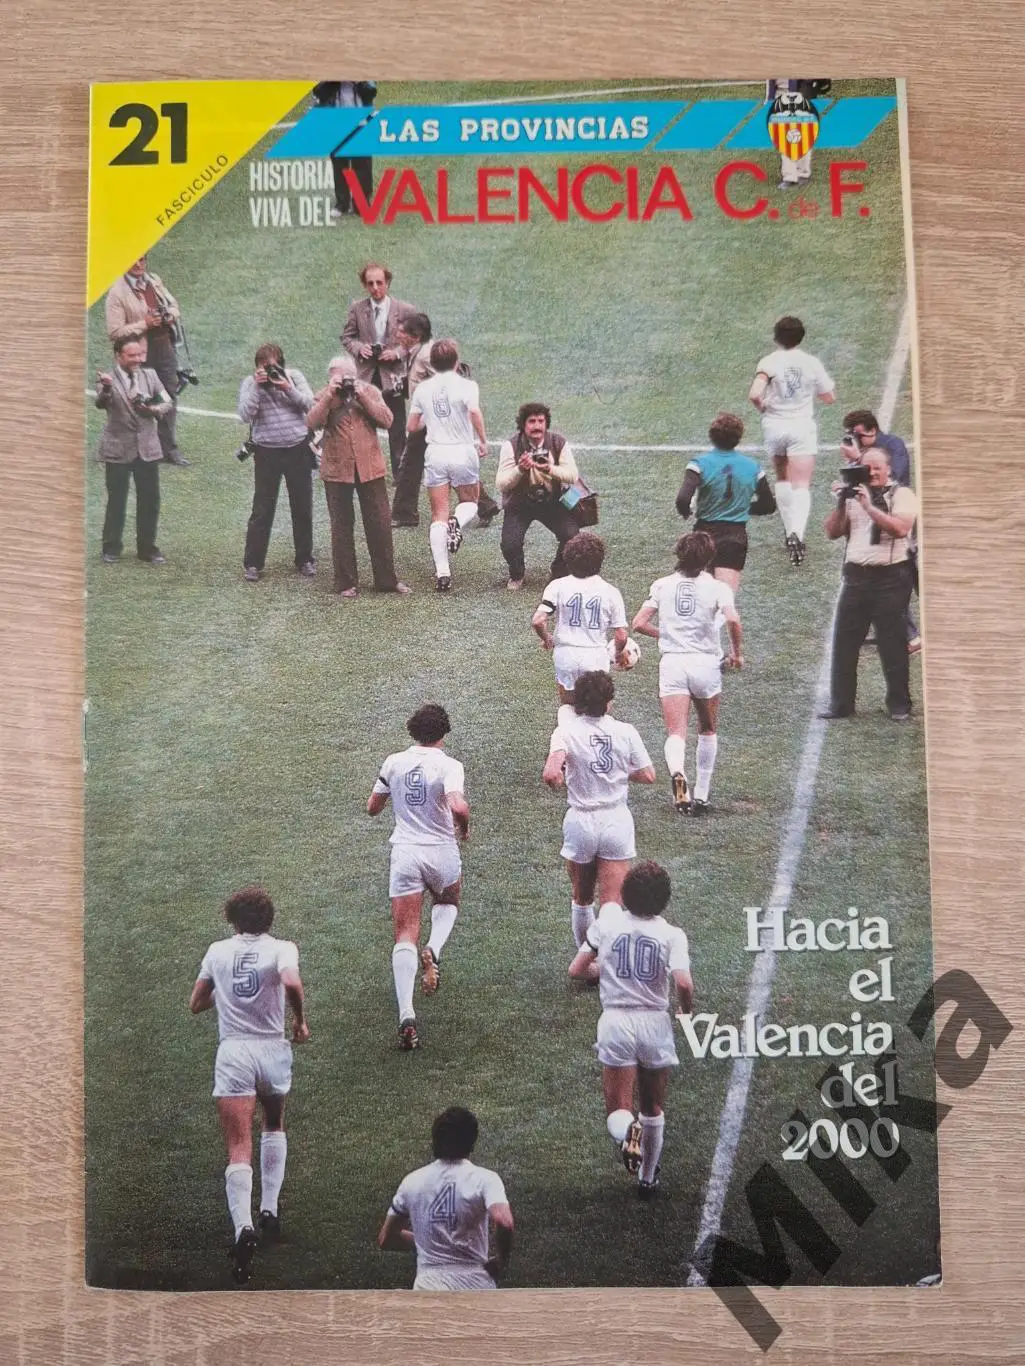 21
FASCICULO
LAS PROVINCIAS
HISTORIA
VIVA DEL
VALENCIA C. de F.
8
7
1
11
6
3
9
10
5
4
Hacia
el
Valencia
del
2000
Mika